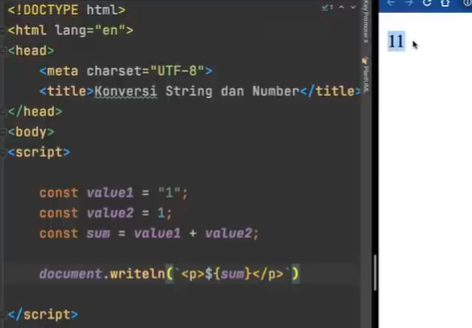 <!DOCTYPE html>
<html lang="en">
<head>
    <meta charset="UTF-8">
    <title>Konversi String dan Number</title>
</head>
<body>
<script>
    const value1 = "1";
    const value2 = 1;
    const sum = value1 + value2;
    document.writeln(`<p>${sum}</p>`)
</script>
11